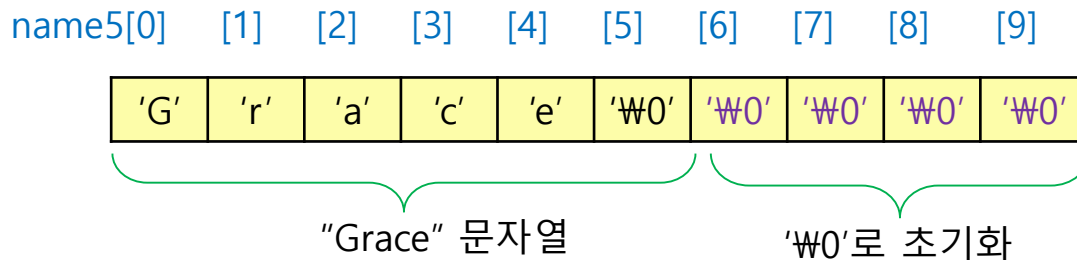 name5[0] [1] [2] [3] [4] [5] [6] [7] [8] [9]
'G' 'r' 'a' 'c' 'e' '₩0' '₩0' '₩0' '₩0' '₩0'
"Grace" 문자열 '₩0'로 초기화